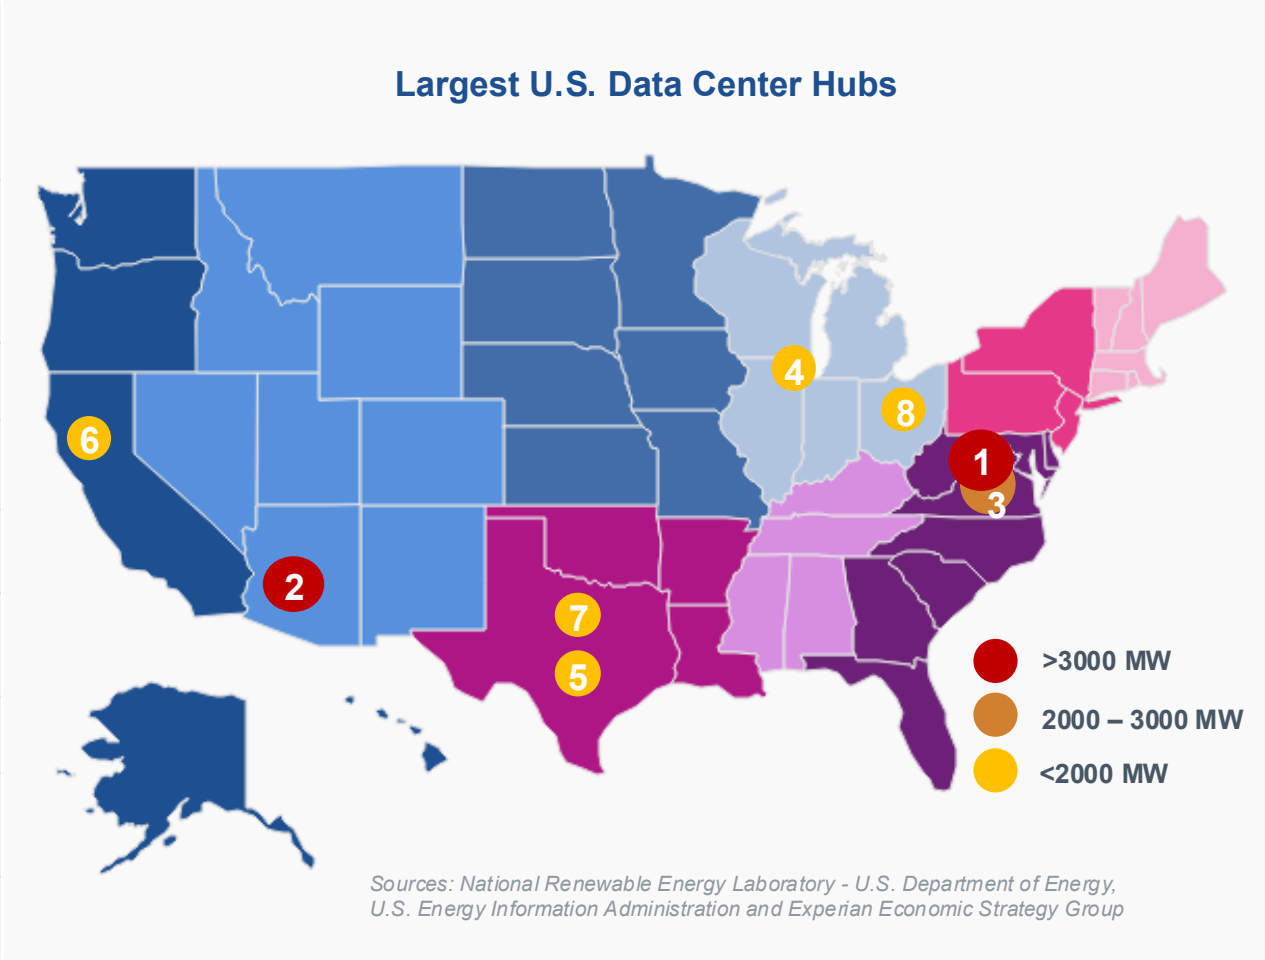 Largest U.S. Data Center Hubs
4
8
6
1
3
2
7
5
>3000 MW
2000 – 3000 MW
<2000 MW
Sources: National Renewable Energy Laboratory - U.S. Department of Energy,
U.S. Energy Information Administration and Experian Economic Strategy Group